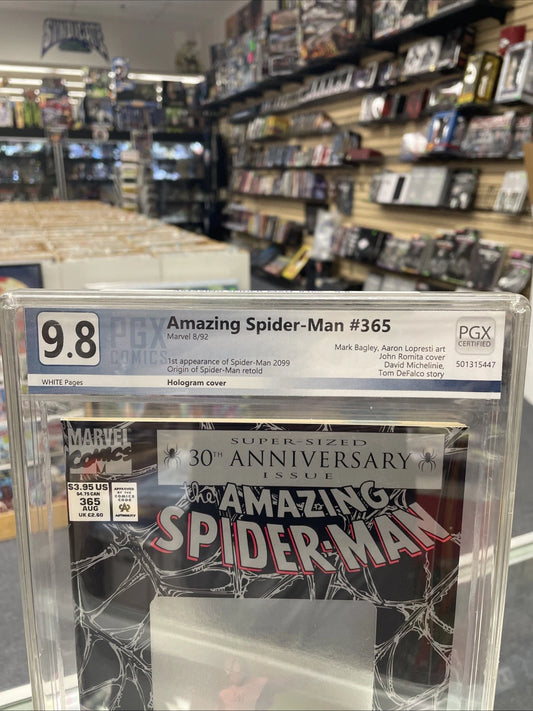 9.8
PGX
COMICS
WHITE Pages
Amazing Spider-Man #365
Marvel 8/92
1st appearance of Spider-Man 2099
Origin of Spider-Man retold
Hologram cover
Mark Bagley, Aaron Lopresti art
John Romita cover
David Michelinie,
Tom DeFalco story
PGX
CERTIFIED
501315447
MARVEL
COMICS
$3.95 US
$4.75 CAN
365
AUG
UK £2.60
APPROVED
BY THE
COMICS
CODE
AUTHORITY
SUPER-SIZED
30TH ANNIVERSARY
ISSUE
the AMAZING
SPIDER-MAN